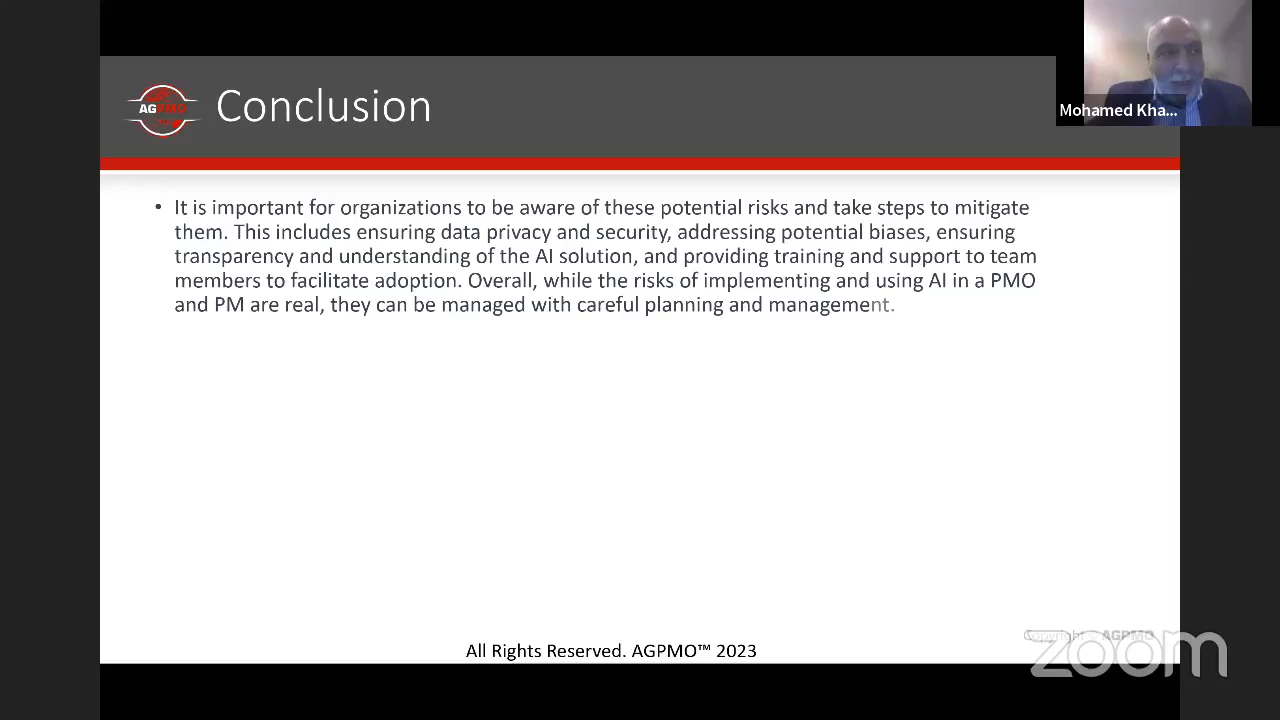 AGPMO
Conclusion
Mohamed Kha...
• It is important for organizations to be aware of these potential risks and take steps to mitigate
them. This includes ensuring data privacy and security, addressing potential biases, ensuring
transparency and understanding of the AI solution, and providing training and support to team
members to facilitate adoption. Overall, while the risks of implementing and using AI in a PMO
and PM are real, they can be managed with careful planning and management.
Copyright © AGPMO
All Rights Reserved. AGPMO™ 2023
zoom